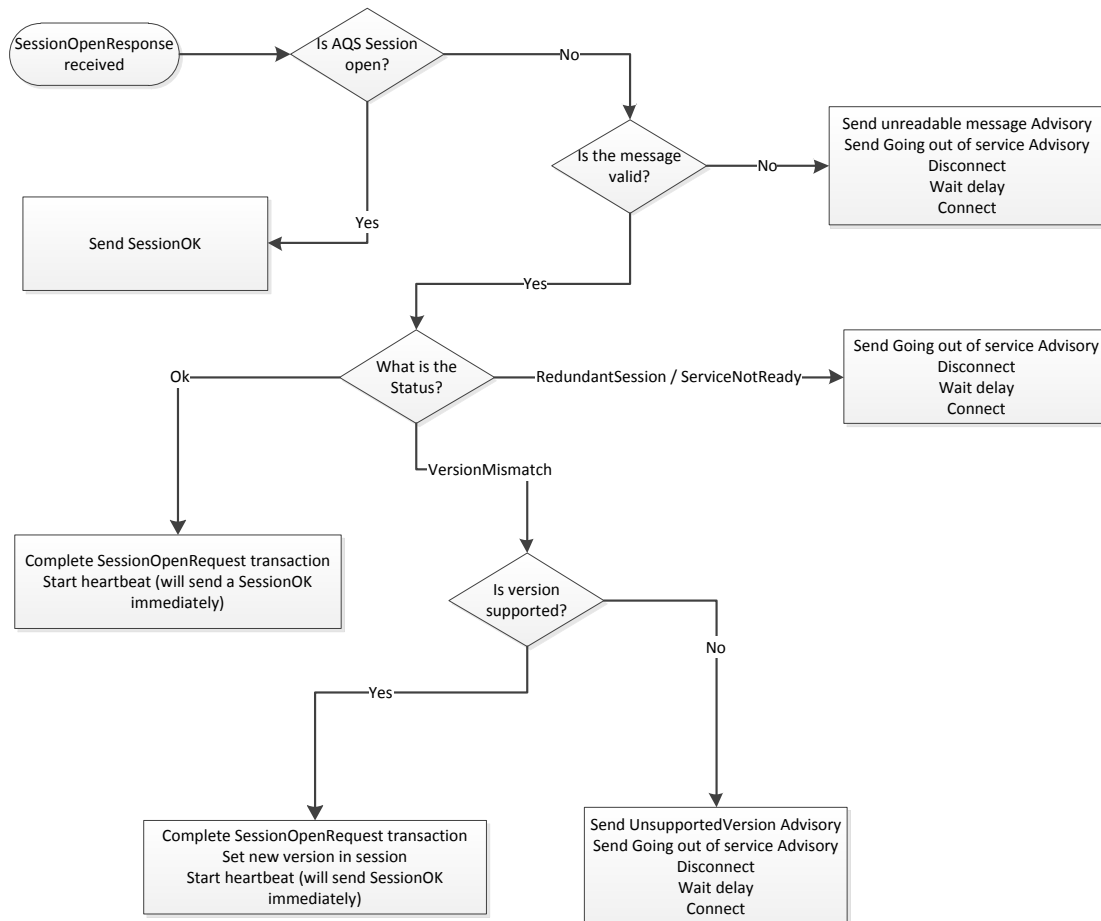 SessionOpenResponse
received
Is AQS Session
open?
No
Yes
Is the message
valid?
No
Send unreadable message Advisory
Send Going out of service Advisory
Disconnect
Wait delay
Connect
Send SessionOK
Yes
What is the
Status?
Ok
RedundantSession / ServiceNotReady
Send Going out of service Advisory
Disconnect
Wait delay
Connect
VersionMismatch
Complete SessionOpenRequest transaction
Start heartbeat (will send a SessionOK
immediately)
Is version
supported?
No
Yes
Complete SessionOpenRequest transaction
Set new version in session
Start heartbeat (will send SessionOK
immediately)
Send UnsupportedVersion Advisory
Send Going out of service Advisory
Disconnect
Wait delay
Connect